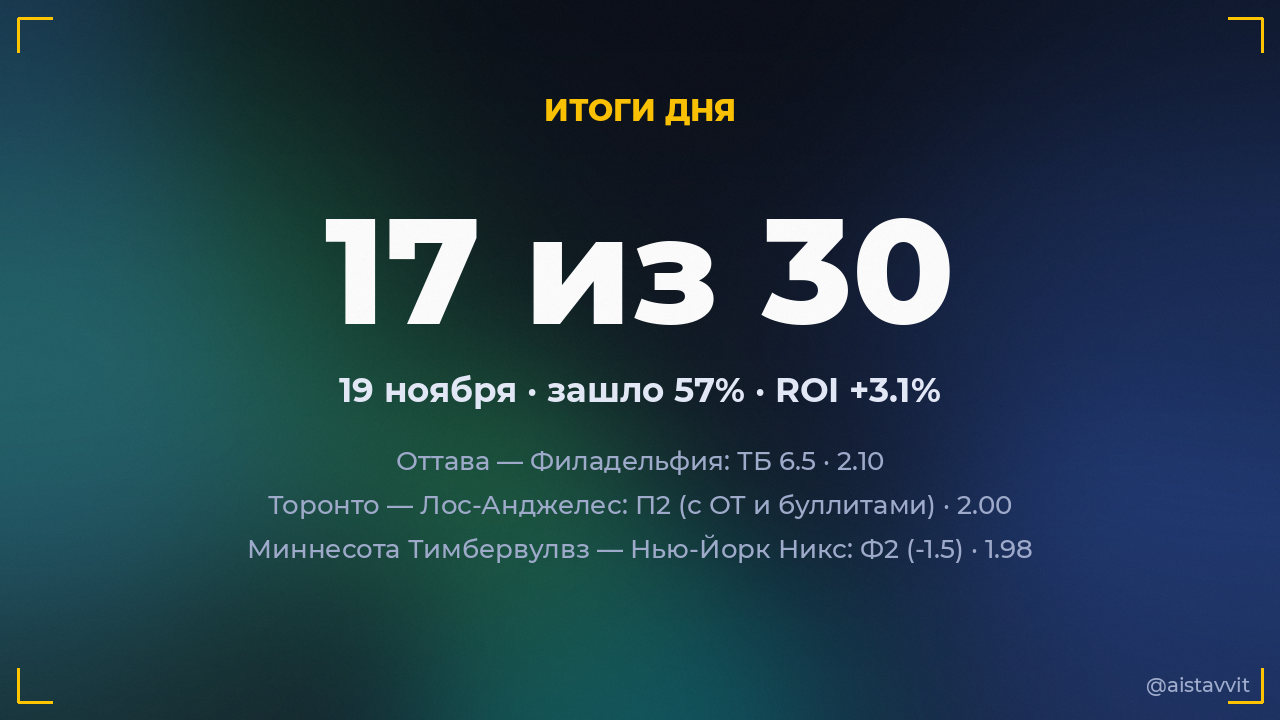 ИТОГИ ДНЯ
17 из 30
19 ноября · зашло 57% · ROI +3.1%
Оттава — Филадельфия: ТБ 6.5 · 2.10
Торонто — Лос-Анджелес: П2 (с ОТ и буллитами) · 2.00
Миннесота Тимбервулвз — Нью-Йорк Никс: Ф2 (-1.5) · 1.98
@aistavvit